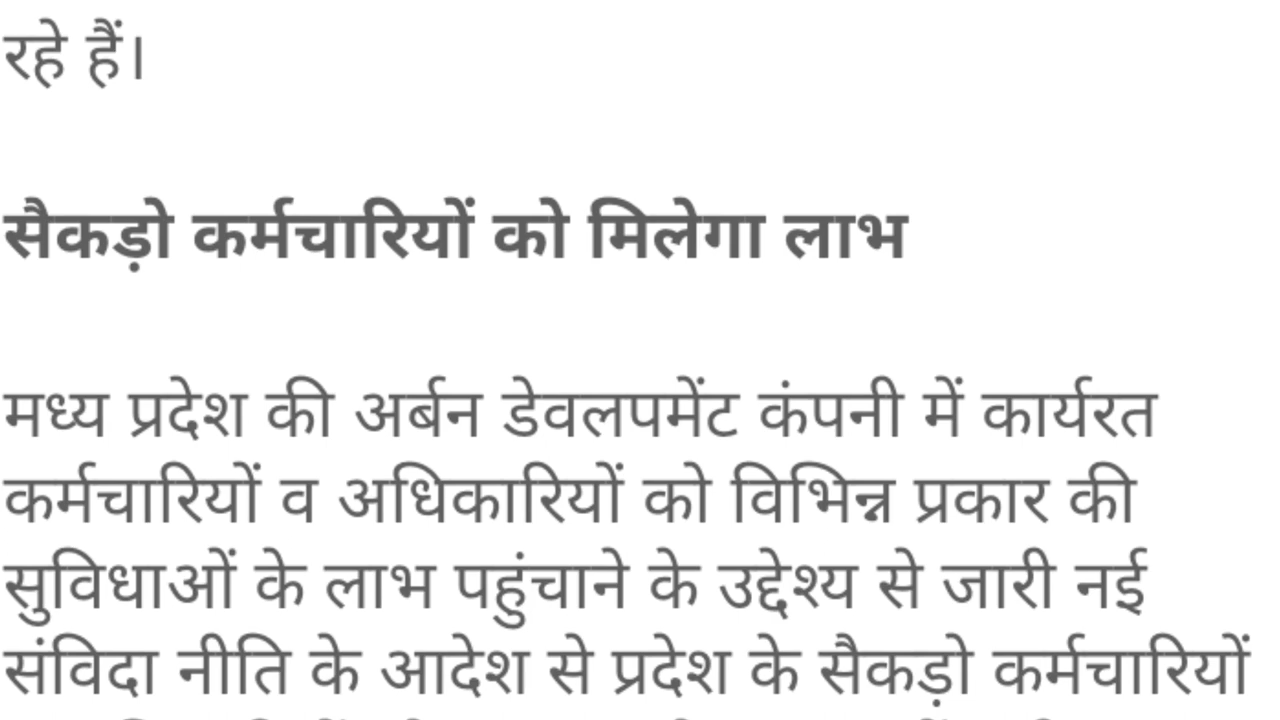 रहे हैं।
सैकड़ो कर्मचारियों को मिलेगा लाभ
मध्य प्रदेश की अर्बन डेवलपमेंट कंपनी में कार्यरत
कर्मचारियों व अधिकारियों को विभिन्न प्रकार की
सुविधाओं के लाभ पहुंचाने के उद्देश्य से जारी नई
संविदा नीति के आदेश से प्रदेश के सैकड़ो कर्मचारियों